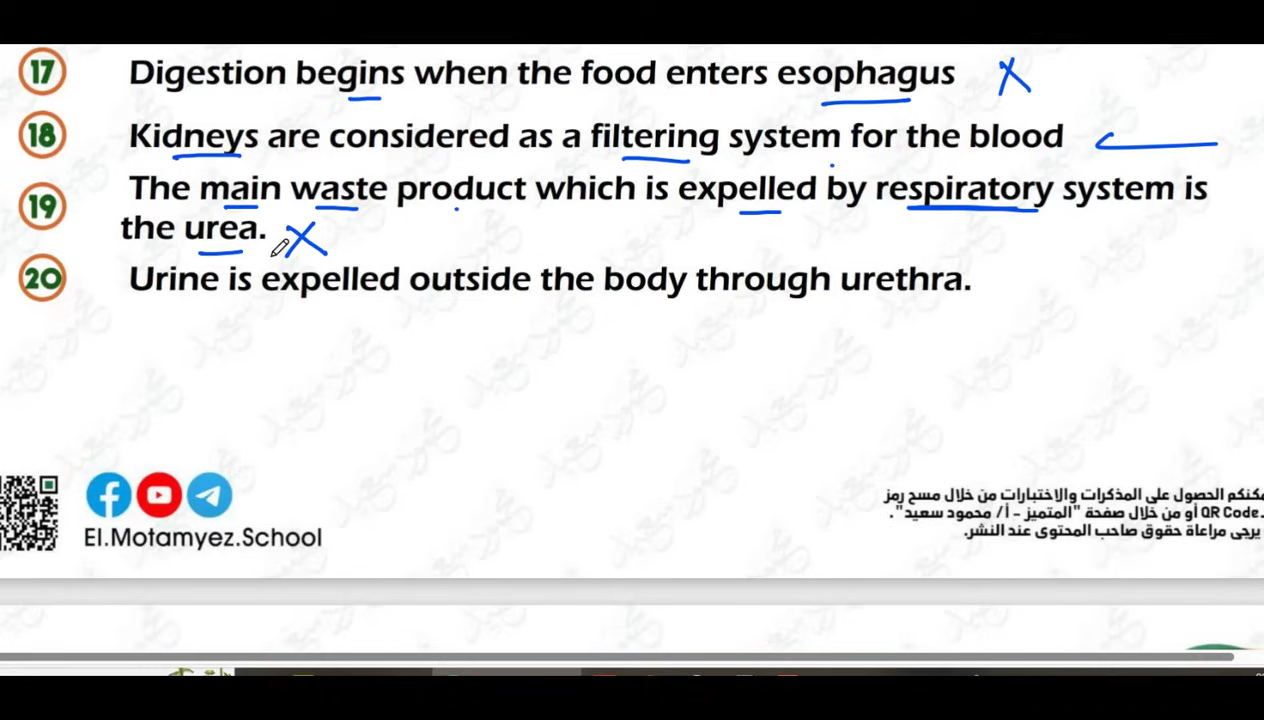 17 Digestion begins when the food enters esophagus X
18 Kidneys are considered as a filtering system for the blood
19 The main waste product which is expelled by respiratory system is
the urea. X
20 Urine is expelled outside the body through urethra.
El.Motamyez.School
مكنكم الحصول على المذكرات والاختبارات من خلال مسح رمز
QR Code. أو من خلال صفحة "المتميز - أ/ محمود سعيد".
يرجى مراعاة حقوق صاحب المحتوى عند النشر.